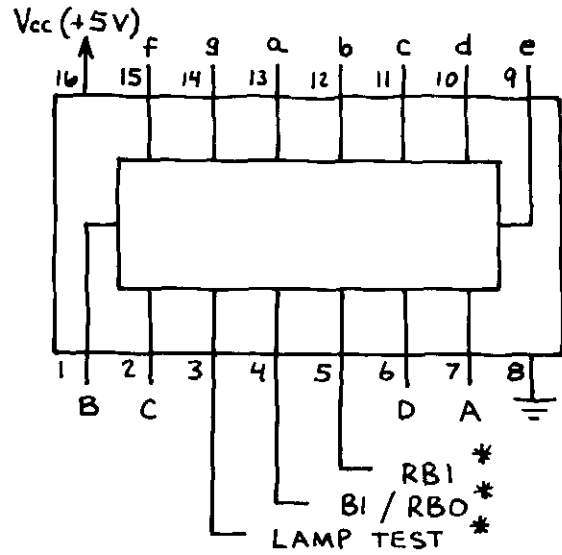 Vcc (+5V)
f g a b c d e
16 15 14 13 12 11 10 9
1 2 3 4 5 6 7 8
B C D A
RBI *
BI / RBO *
LAMP TEST *